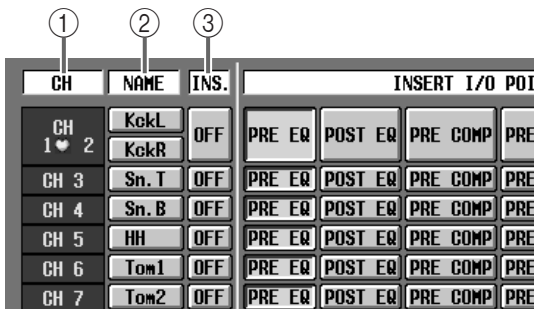 ① ② ③
CH NAME INS. INSERT I/O POI
CH 1 2 KckL KckR OFF PRE EQ POST EQ PRE COMP PRE
CH 3 Sn.T OFF PRE EQ POST EQ PRE COMP PRE
CH 4 Sn.B OFF PRE EQ POST EQ PRE COMP PRE
CH 5 HH OFF PRE EQ POST EQ PRE COMP PRE
CH 6 Tom1 OFF PRE EQ POST EQ PRE COMP PRE
CH 7 Tom2 OFF PRE EQ POST EQ PRE COMP PRE